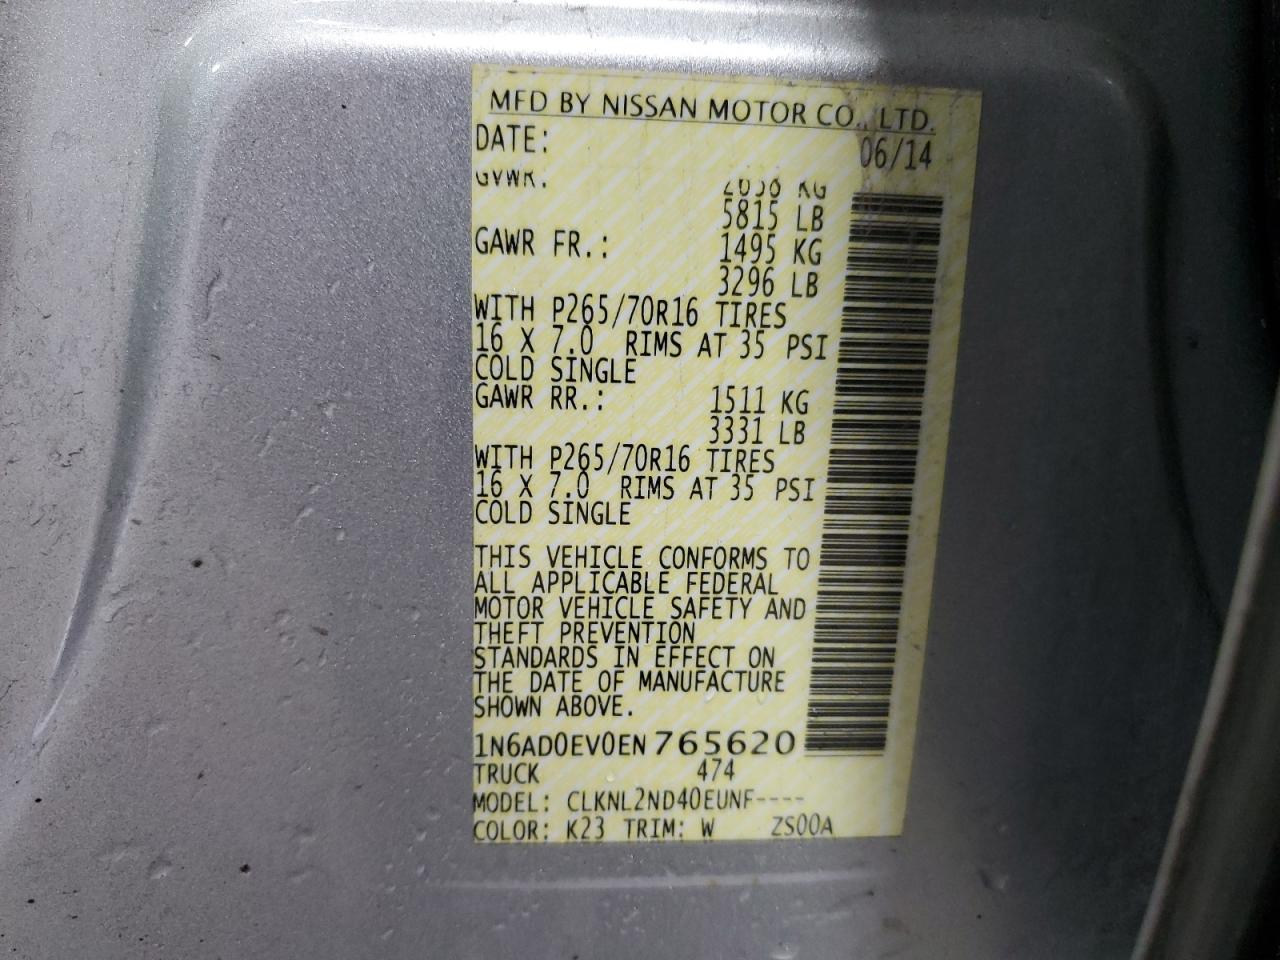 MFD BY NISSAN MOTOR CO., LTD.
DATE: 06/14
GVWR: KG
5815 LB
GAWR FR.: 1495 KG
3296 LB
WITH P265/70R16 TIRES
16 X 7.0 RIMS AT 35 PSI
COLD SINGLE
GAWR RR.: 1511 KG
3331 LB
WITH P265/70R16 TIRES
16 X 7.0 RIMS AT 35 PSI
COLD SINGLE
THIS VEHICLE CONFORMS TO
ALL APPLICABLE FEDERAL
MOTOR VEHICLE SAFETY AND
THEFT PREVENTION
STANDARDS IN EFFECT ON
THE DATE OF MANUFACTURE
SHOWN ABOVE.
1N6AD0EV0EN765620
TRUCK 474
MODEL: CLKNL2ND40EUNF----
COLOR: K23 TRIM: W ZS00A